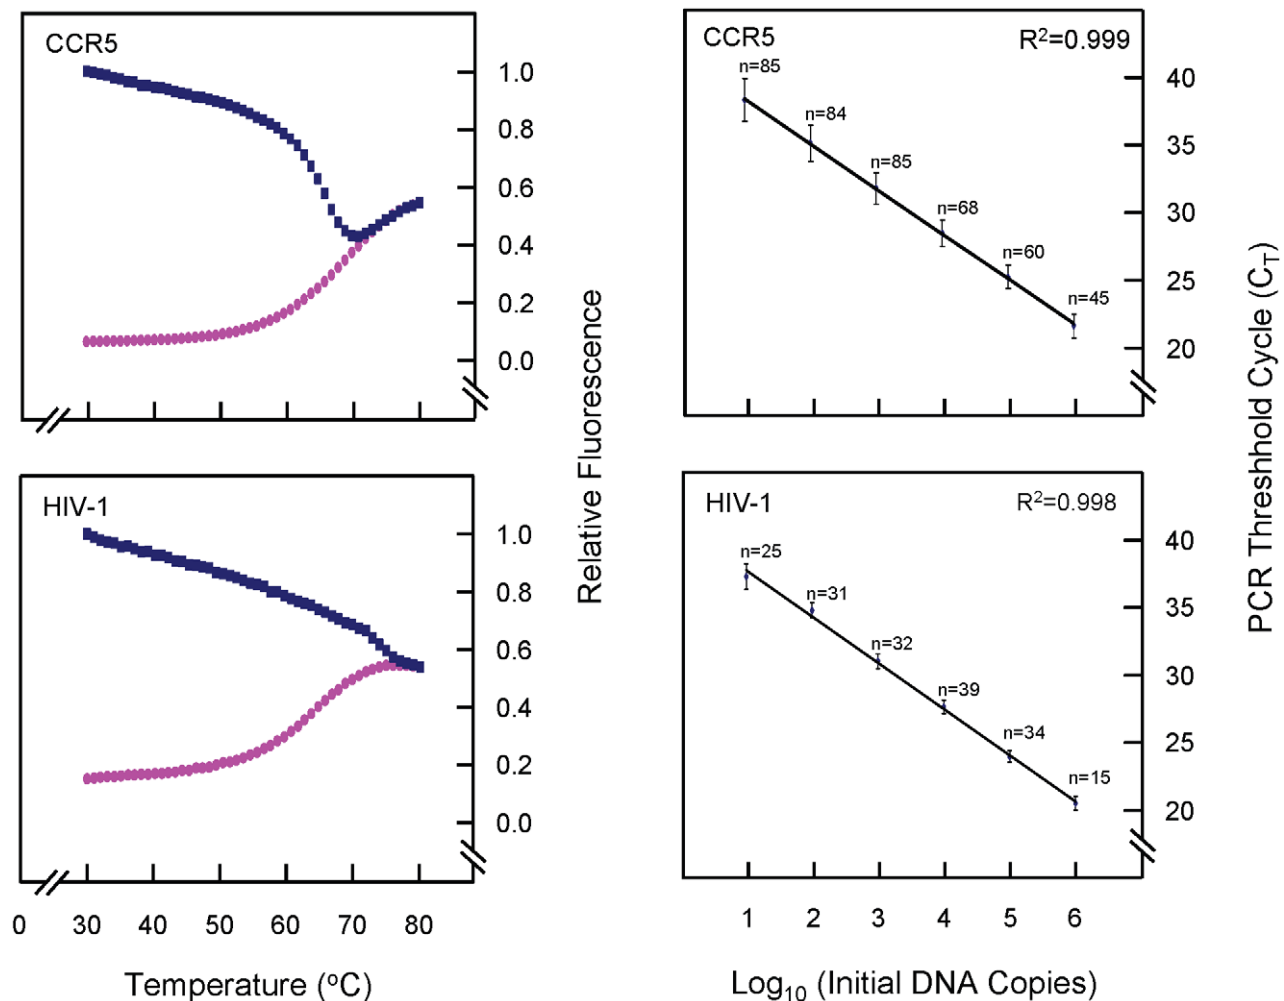 CCR5
1.0
0.8
0.6
0.4
0.2
0.0
HIV-1
1.0
0.8
0.6
0.4
0.2
0.0
0 30 40 50 60 70 80
Temperature (°C)
Relative Fluorescence
CCR5
R²=0.999
n=85
n=84
n=85
n=68
n=60
n=45
40
35
30
25
20
HIV-1
R²=0.998
n=25
n=31
n=32
n=39
n=34
n=15
40
35
30
25
20
1 2 3 4 5 6
Log₁₀ (Initial DNA Copies)
PCR Threshhold Cycle (C_T)